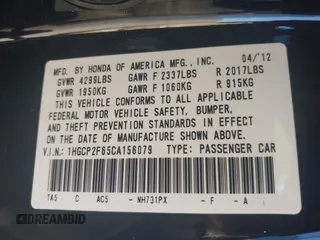 MFD. BY HONDA OF AMERICA MFG., INC. 04/12
GVWR 4299LBS GAWR F 2337LBS R 2017LBS
GVWR 1950KG GAWR F 1060KG R 915KG
THIS VEHICLE CONFORMS TO ALL APPLICABLE
FEDERAL MOTOR VEHICLE SAFETY, BUMPER,
AND THEFT PREVENTION STANDARDS IN EFFECT
ON THE DATE OF MANUFACTURE SHOWN ABOVE.
V.I.N.: 1HGCP2F65CA156079 TYPE: PASSENGER CAR
TA5 C AC5 - NH731PX - F - A
DREAMBID